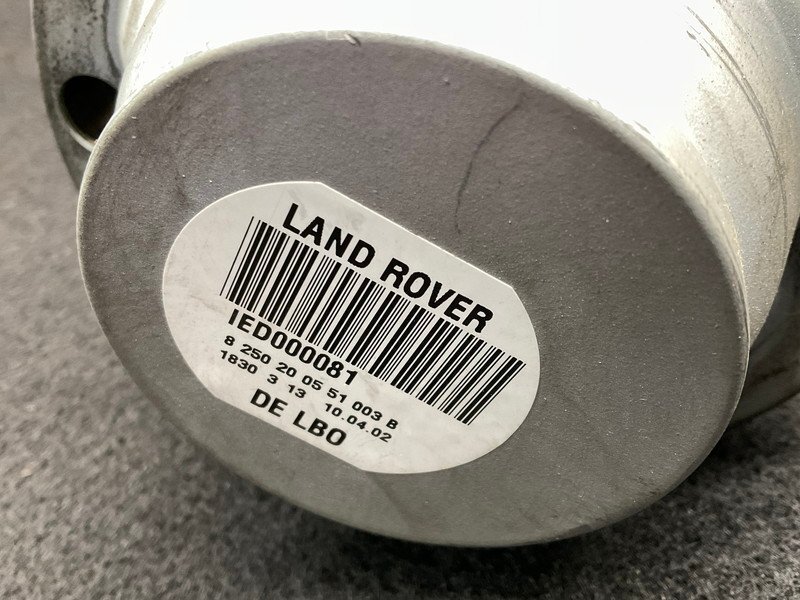 LAND ROVER
IED000081
8 250 20 05 51 003 B
1830 3 13 10.04.02
DE LBO